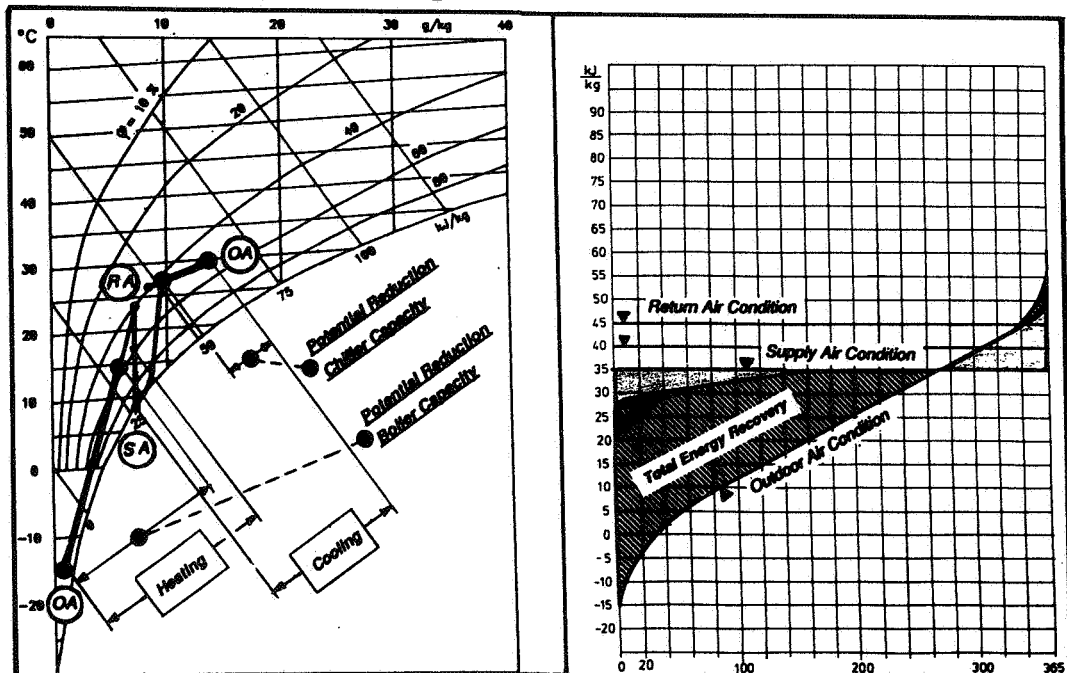 0 10 20 g/kg 30 40
°C
60
50
40
30
20
10
0
-10
-20
φ = 10 %
20
40
60
80
kJ/kg
100
75
50
25
0
OA
RA
SA
OA
Potential Reduction
Chiller Capacity
Potential Reduction
Boiler Capacity
Heating
Cooling
kJ
kg
90
85
80
75
70
65
60
55
50
45
40
35
30
25
20
15
10
5
0
-5
-10
-15
-20
Return Air Condition
Supply Air Condition
Total Energy Recovery
Outdoor Air Condition
0 20 100 200 300 365